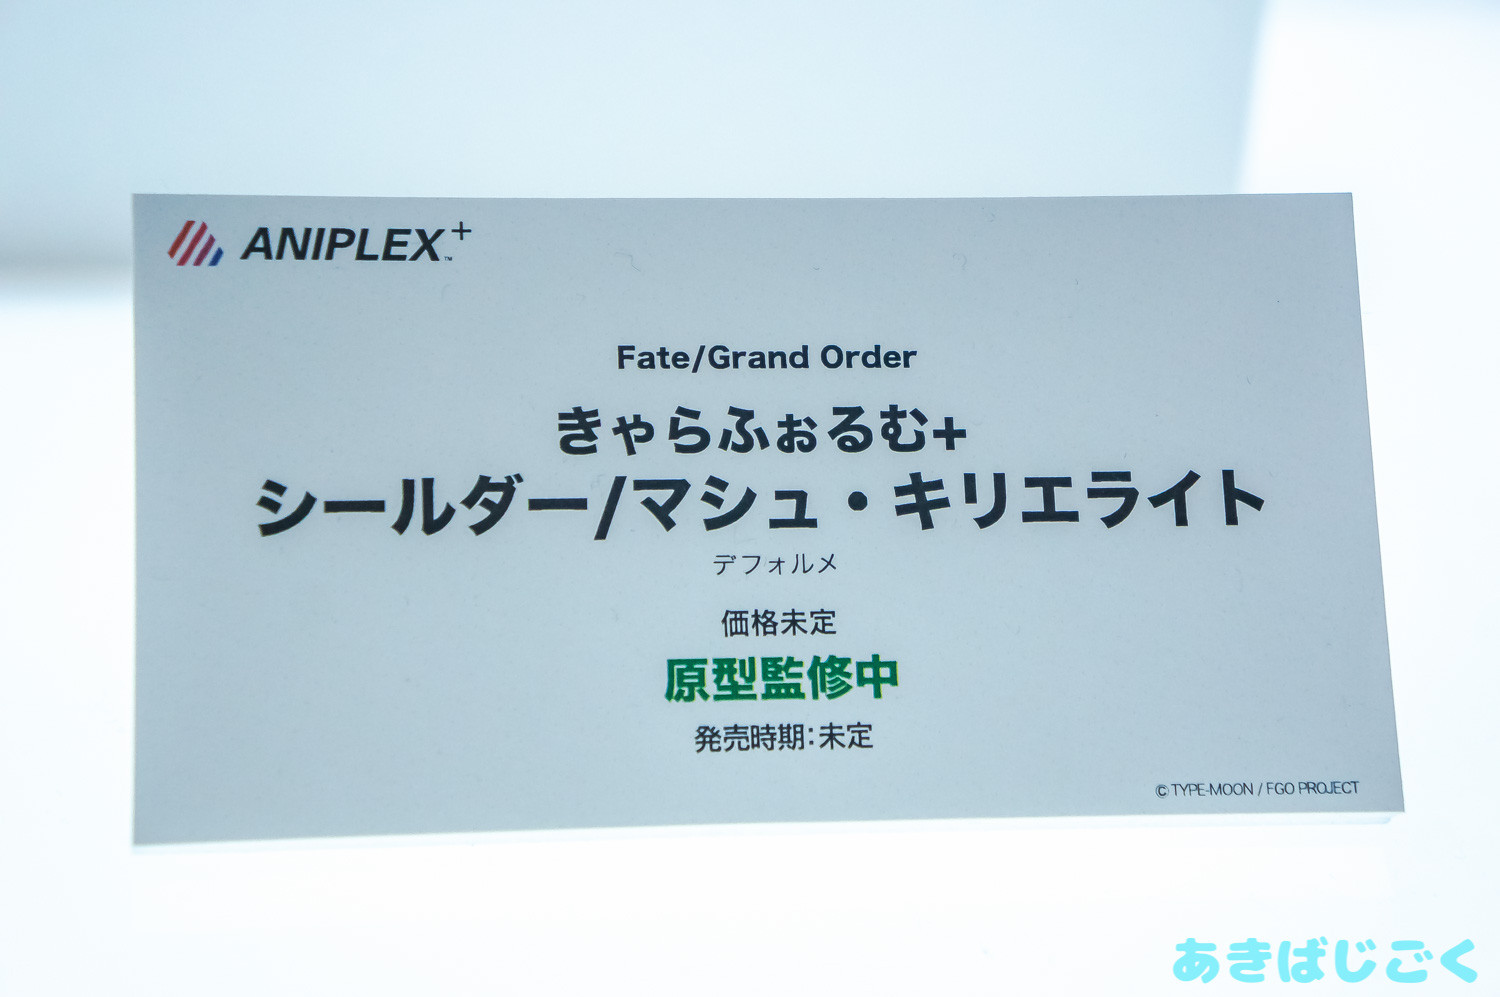 ANIPLEX+™
Fate/Grand Order
きゃらふぉるむ+
シールダー/マシュ・キリエライト
デフォルメ
価格未定
原型監修中
発売時期:未定
© TYPE-MOON / FGO PROJECT
あきばじごく